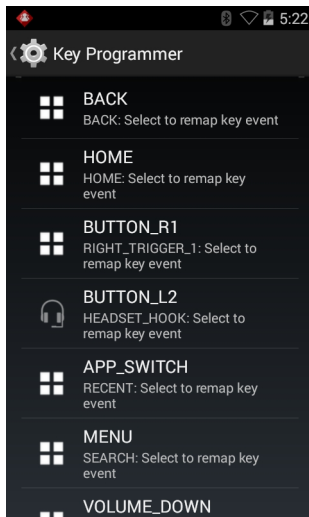 5:22
Key Programmer
BACK
BACK: Select to remap key event
HOME
HOME: Select to remap key
event
BUTTON_R1
RIGHT_TRIGGER_1: Select to
remap key event
BUTTON_L2
HEADSET_HOOK: Select to
remap key event
APP_SWITCH
RECENT: Select to remap key
event
MENU
SEARCH: Select to remap key
event
VOLUME_DOWN